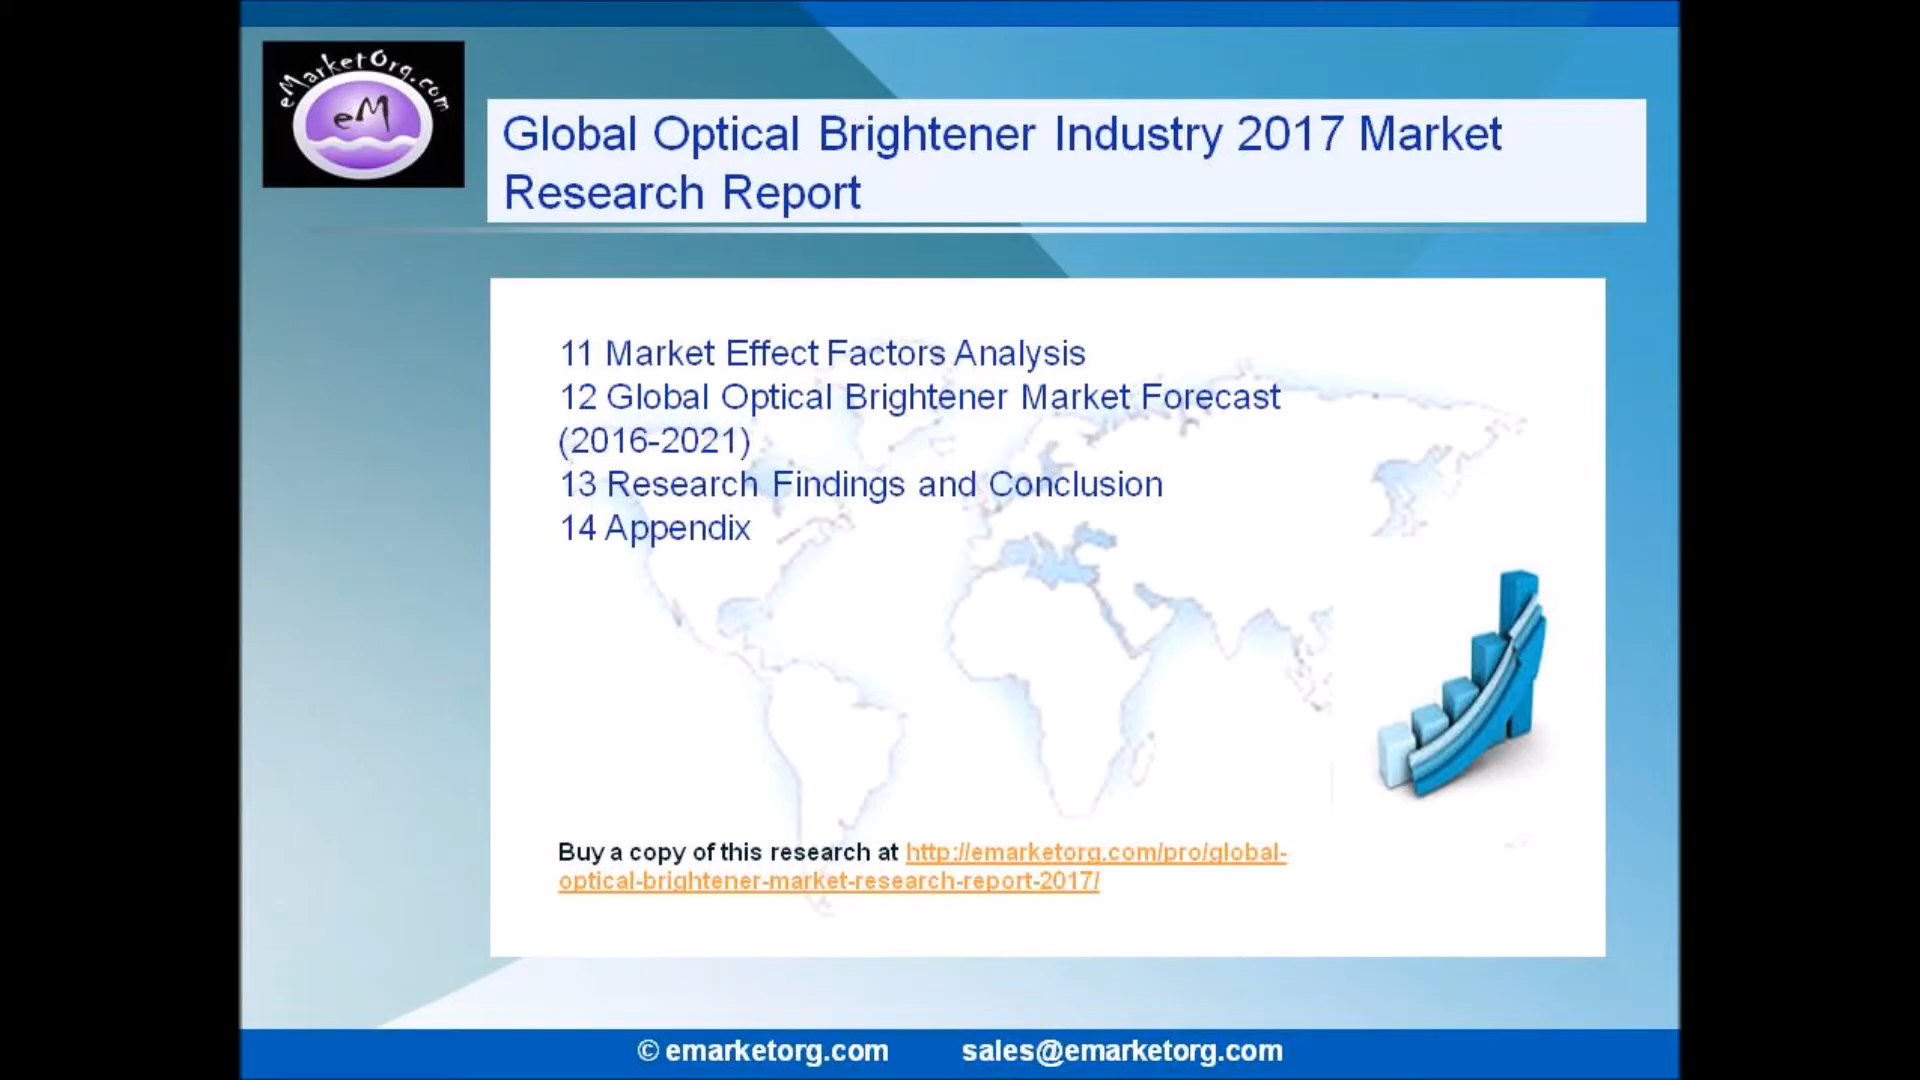 eMarketOrg.com
eM
Global Optical Brightener Industry 2017 Market
Research Report
11 Market Effect Factors Analysis
12 Global Optical Brightener Market Forecast
(2016-2021)
13 Research Findings and Conclusion
14 Appendix
Buy a copy of this research at http://emarketorg.com/pro/global-
optical-brightener-market-research-report-2017/
© emarketorg.com sales@emarketorg.com